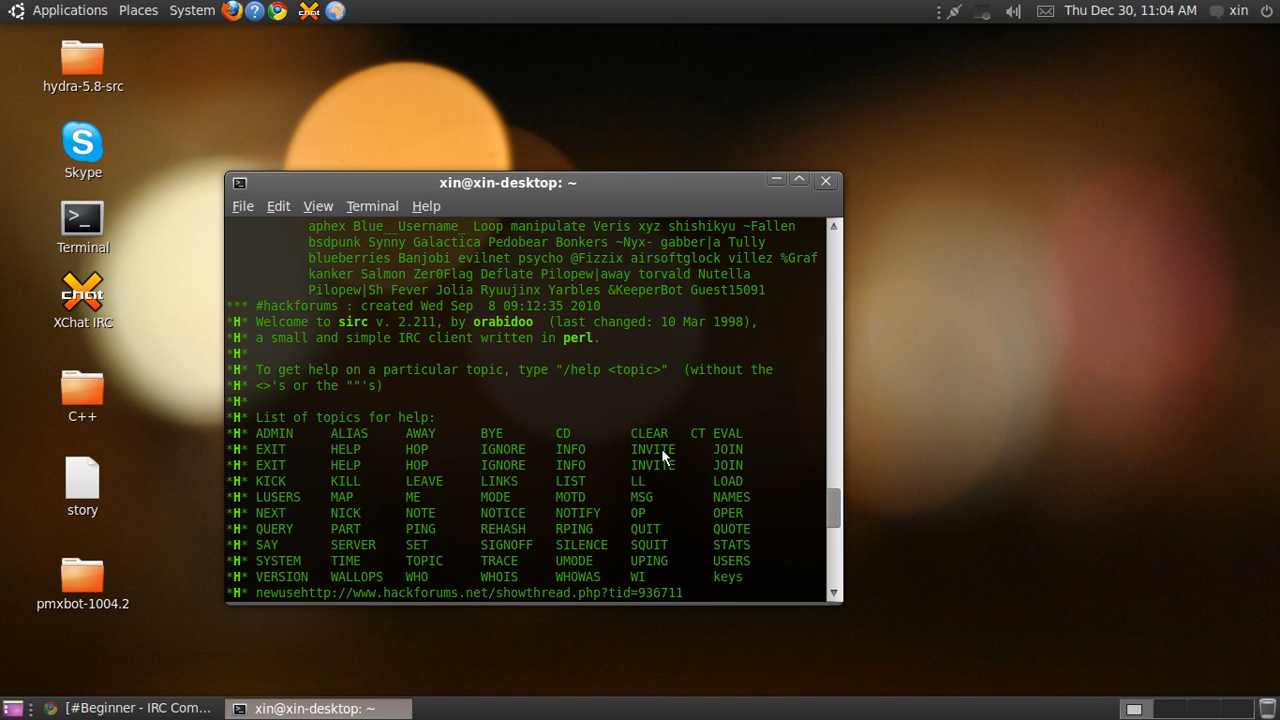 Applications Places System
Thu Dec 30, 11:04 AM xin
hydra-5.8-src
Skype
Terminal
chat
XChat IRC
C++
story
pmxbot-1004.2
xin@xin-desktop: ~
File Edit View Terminal Help
aphex Blue__Username_ Loop manipulate Veris xyz shishikyu ~Fallen
bsdpunk Synny Galactica Pedobear Bonkers ~Nyx- gabber|a Tully
blueberries Banjobi evilnet psycho @Fizzix airsoftglock villez %Graf
kanker Salmon Zer0Flag Deflate Pilopew|away torvald Nutella
Pilopew|Sh Fever Jolia Ryuujinx Yarbles &KeeperBot Guest15091
*** #hackforums : created Wed Sep  8 09:12:35 2010
*H* Welcome to sirc v. 2.211, by orabidoo  (last changed: 10 Mar 1998),
*H* a small and simple IRC client written in perl.
*H*
*H* To get help on a particular topic, type "/help <topic>"  (without the
*H* <>'s or the ""'s)
*H*
*H* List of topics for help:
*H* ADMIN ALIAS AWAY BYE CD CLEAR CT EVAL
*H* EXIT HELP HOP IGNORE INFO INVITE JOIN
*H* EXIT HELP HOP IGNORE INFO INVITE JOIN
*H* KICK KILL LEAVE LINKS LIST LL LOAD
*H* LUSERS MAP ME MODE MOTD MSG NAMES
*H* NEXT NICK NOTE NOTICE NOTIFY OP OPER
*H* QUERY PART PING REHASH RPING QUIT QUOTE
*H* SAY SERVER SET SIGNOFF SILENCE SQUIT STATS
*H* SYSTEM TIME TOPIC TRACE UMODE UPING USERS
*H* VERSION WALLOPS WHO WHOIS WHOWAS WI keys
*H* newusehttp://www.hackforums.net/showthread.php?tid=936711
[#Beginner - IRC Com...
xin@xin-desktop: ~